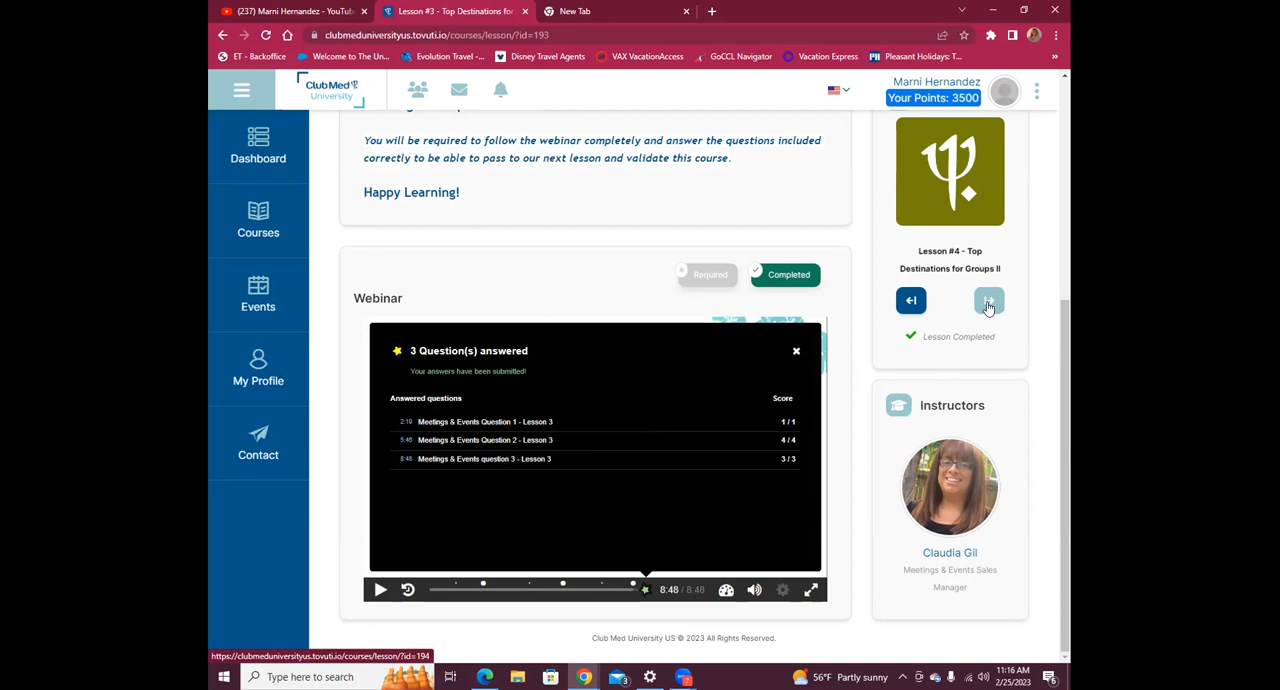 (237) Marni Hernandez - YouTub
Lesson #3 - Top Destinations for
New Tab
clubmeduniversityus.tovuti.io/courses/lesson/?id=193
ET - Backoffice
Welcome to The Un...
Evolution Travel -...
Disney Travel Agents
VAX VacationAccess
GoCCL Navigator
Vacation Express
Pleasant Holidays: T...
Club Med
University
Marni Hernandez
Your Points: 3500
Dashboard
Courses
Events
My Profile
Contact
You will be required to follow the webinar completely and answer the questions included
correctly to be able to pass to our next lesson and validate this course.
Happy Learning!
Webinar
Required
Completed
3 Question(s) answered
Your answers have been submitted!
Answered questions
Score
2:19 Meetings & Events Question 1 - Lesson 3 1 / 1
5:46 Meetings & Events Question 2 - Lesson 3 4 / 4
8:48 Meetings & Events question 3 - Lesson 3 3 / 3
8:48 / 8:48
Lesson #4 - Top
Destinations for Groups II
Lesson Completed
Instructors
Claudia Gil
Meetings & Events Sales
Manager
Club Med University US © 2023 All Rights Reserved.
https://clubmeduniversityus.tovuti.io/courses/lesson/?id=194
Type here to search
56°F Partly sunny
11:16 AM
2/25/2023